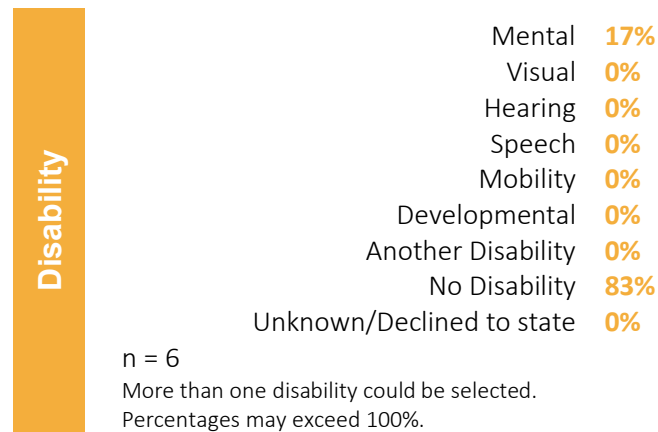 Disability
Mental 17%
Visual 0%
Hearing 0%
Speech 0%
Mobility 0%
Developmental 0%
Another Disability 0%
No Disability 83%
Unknown/Declined to state 0%
n = 6
More than one disability could be selected.
Percentages may exceed 100%.